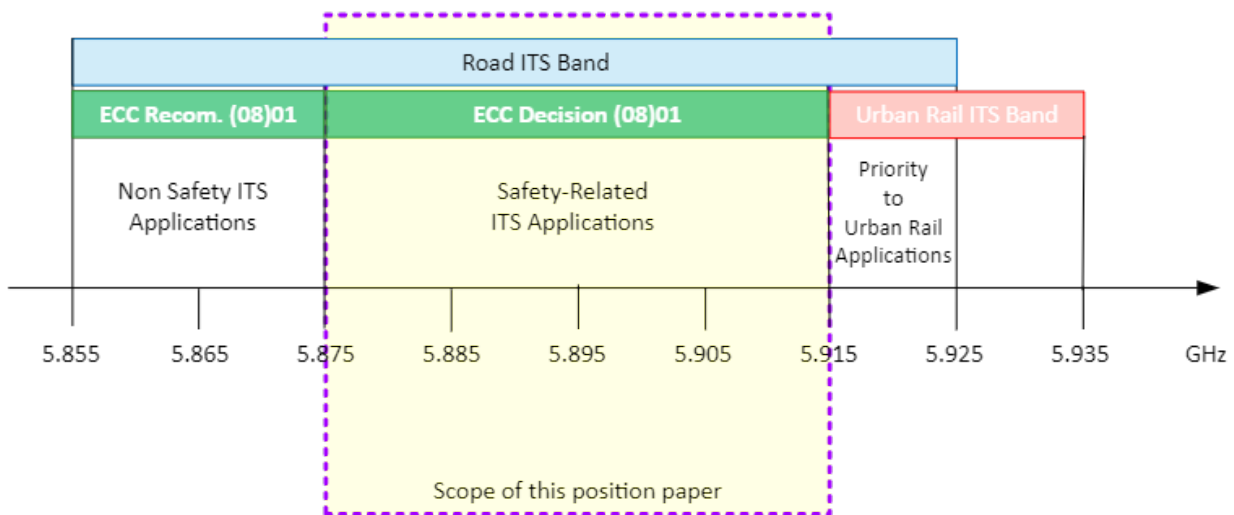 Road ITS Band
ECC Recom. (08)01
ECC Decision (08)01
Urban Rail ITS Band
Non Safety ITS
Applications
Safety-Related
ITS Applications
Priority
to
Urban Rail
Applications
5.855
5.865
5.875
5.885
5.895
5.905
5.915
5.925
5.935
GHz
Scope of this position paper